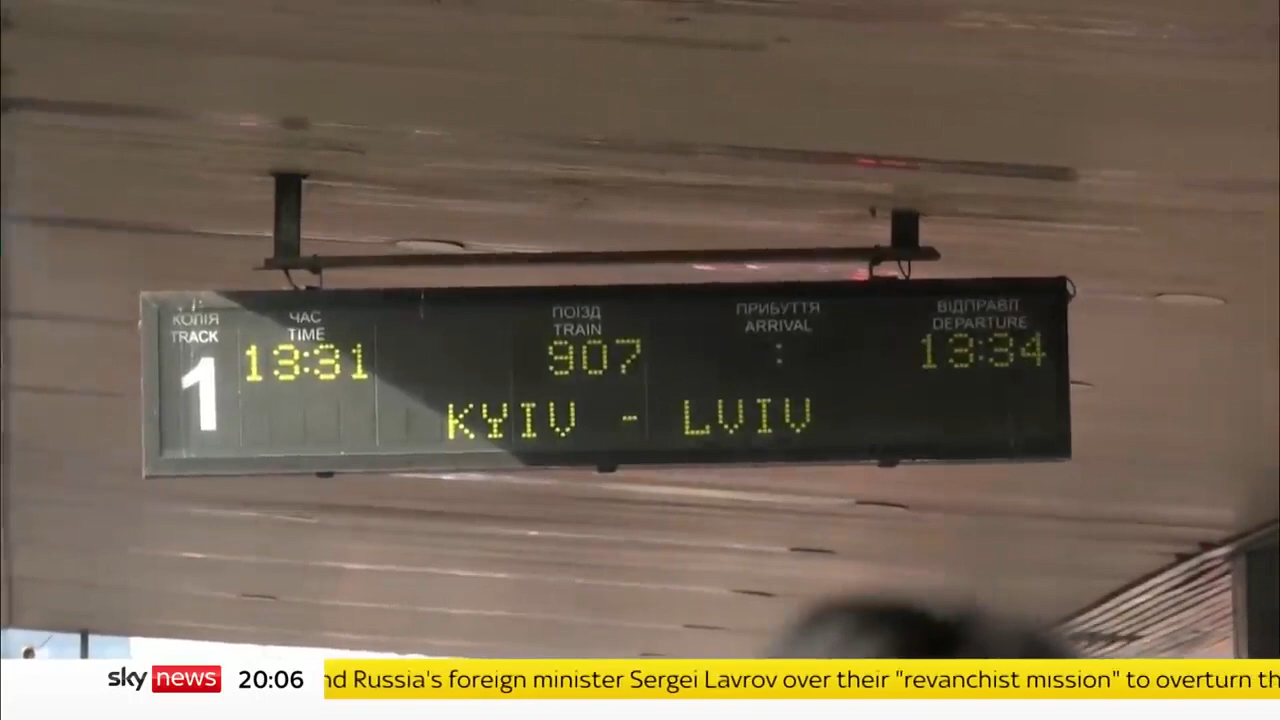 КОЛІЯ
TRACK
1
ЧАС
TIME
13:31
ПОЇЗД
TRAIN
907
ПРИБУТТЯ
ARRIVAL
:
ВІДПРАВЛ
DEPARTURE
13:34
KYIV - LVIV
sky news 20:06
nd Russia's foreign minister Sergei Lavrov over their "revanchist mission" to overturn th